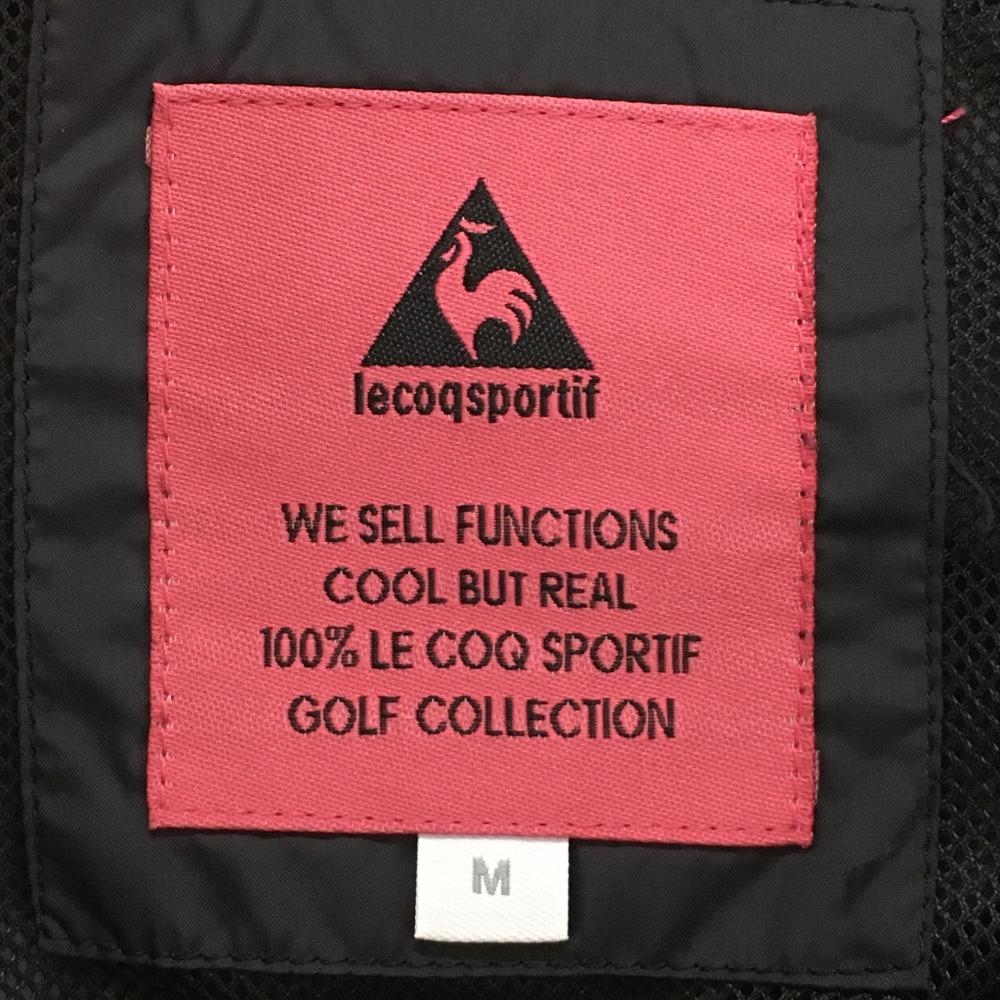 lecoqsportif
WE SELL FUNCTIONS
COOL BUT REAL
100% LE COQ SPORTIF
GOLF COLLECTION
M